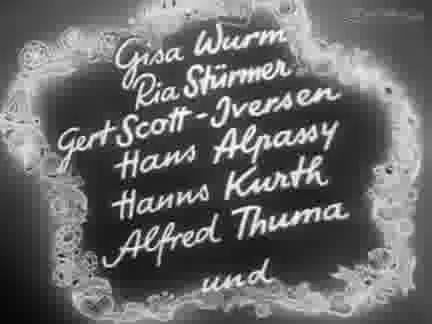 Gisa Wurm
Ria Stürmer
Gert Scott-Iversen
Hans Alpassy
Hanns Kurth
Alfred Thuma
und